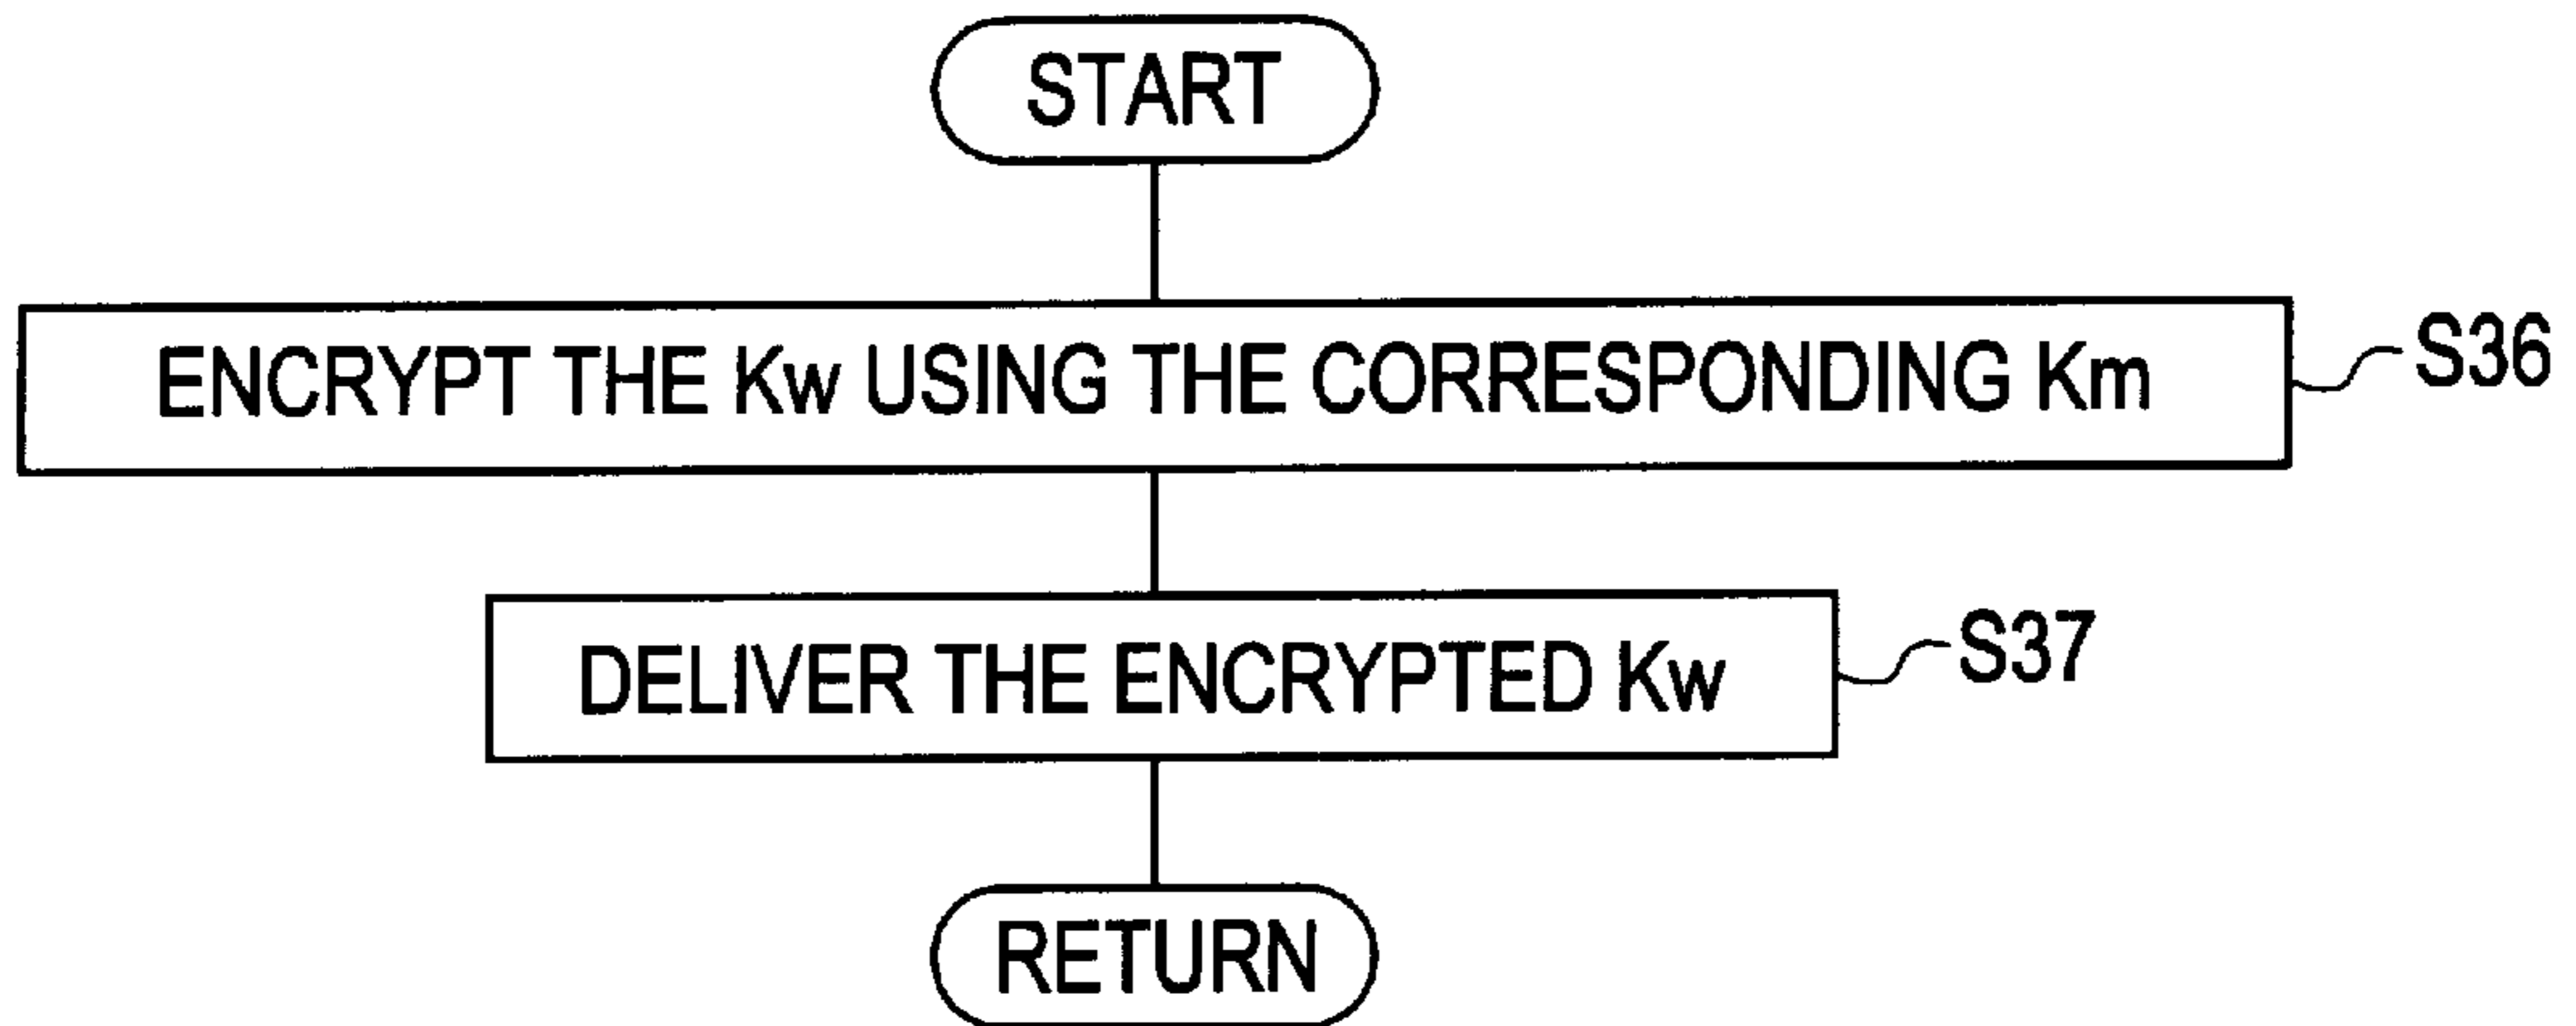 START
ENCRYPT THE Kw USING THE CORRESPONDING Km
S36
DELIVER THE ENCRYPTED Kw
S37
RETURN